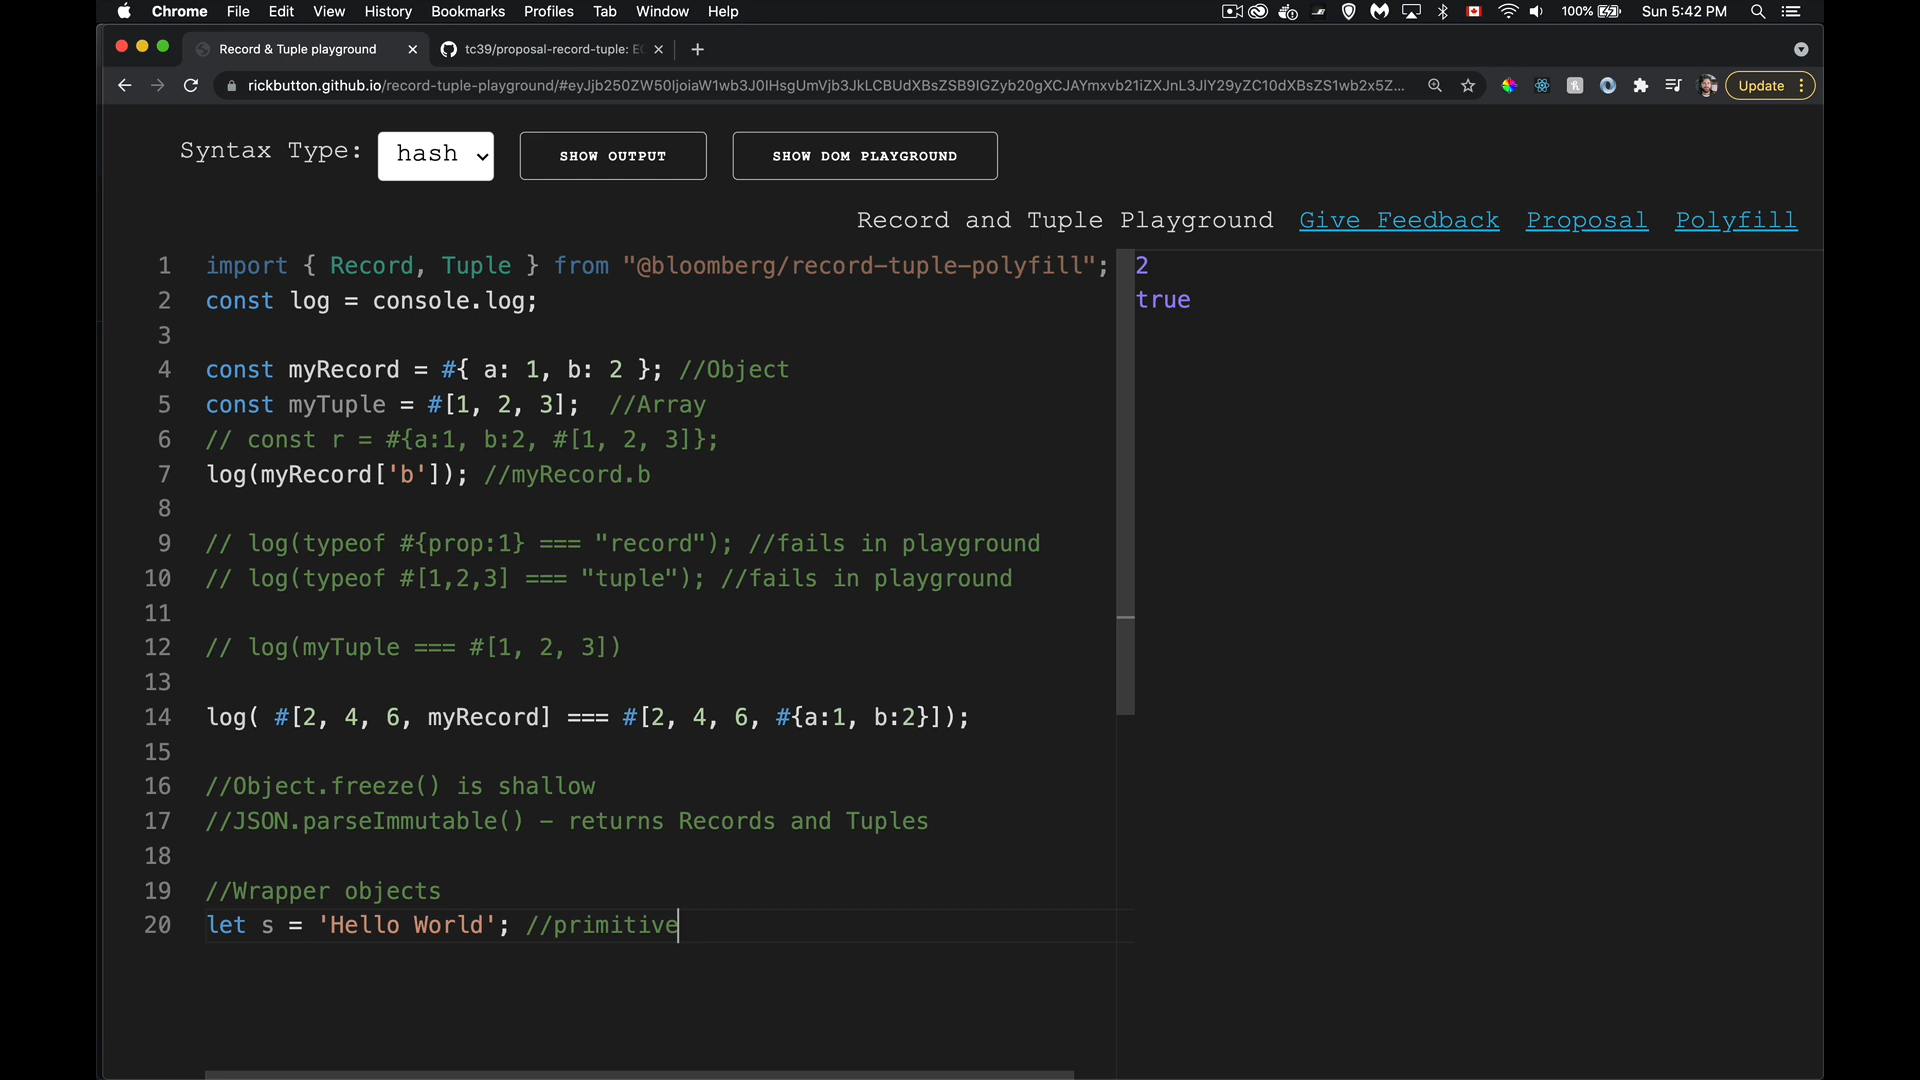 Chrome File Edit View History Bookmarks Profiles Tab Window Help 100% Sun 5:42 PM
Record & Tuple playground tc39/proposal-record-tuple: EC
rickbutton.github.io/record-tuple-playground/#eyJjb250ZW50IjoiaW1wb3J0IHsgUmVjb3JkLCBUdXBsZSB9IGZyb20gXCJAYmxvb21iZXJnL3JlY29yZC10dXBsZS1wb2x5Z... Update
Syntax Type: hash SHOW OUTPUT SHOW DOM PLAYGROUND
Record and Tuple Playground Give Feedback Proposal Polyfill
1 import { Record, Tuple } from "@bloomberg/record-tuple-polyfill"; 2
2 const log = console.log; true
3
4 const myRecord = #{ a: 1, b: 2 }; //Object
5 const myTuple = #[1, 2, 3]; //Array
6 // const r = #{a:1, b:2, #[1, 2, 3]};
7 log(myRecord['b']); //myRecord.b
8
9 // log(typeof #{prop:1} === "record"); //fails in playground
10 // log(typeof #[1,2,3] === "tuple"); //fails in playground
11
12 // log(myTuple === #[1, 2, 3])
13
14 log( #[2, 4, 6, myRecord] === #[2, 4, 6, #{a:1, b:2}]);
15
16 //Object.freeze() is shallow
17 //JSON.parseImmutable() - returns Records and Tuples
18
19 //Wrapper objects
20 let s = 'Hello World'; //primitive